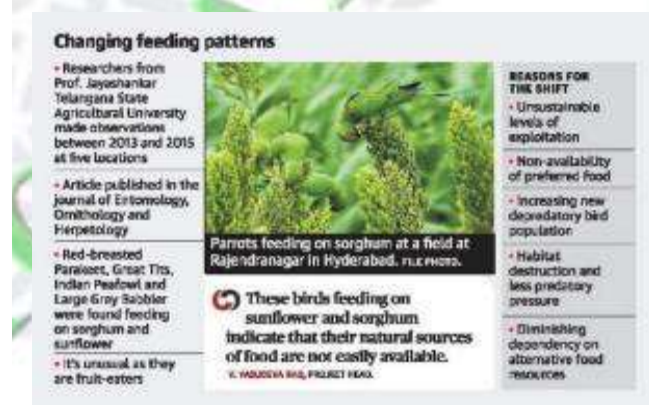 Changing feeding patterns
• Researchers from
Prof. Jayashankar
Telangana State
Agricultural University
made observations
between 2013 and 2015
at five locations
• Article published in the
journal of Entomology,
Ornithology and
Herpetology
• Red-breasted
Parakeet, Great Tits,
Indian Peafowl and
Large Grey Babbler
were found feeding
on sorghum and
sunflower
• It's unusual as they
are fruit-eaters
Parrots feeding on sorghum at a field at
Rajendranagar in Hyderabad. FILE PHOTO.
These birds feeding on
sunflower and sorghum
indicate that their natural sources
of food are not easily available.
V. VASUDEVA RAO, PROJECT HEAD.
REASONS FOR
THE SHIFT
• Unsustainable
levels of
exploitation
• Non-availability
of preferred food
• Increasing new
depredatory bird
population
• Habitat
destruction and
less predatory
pressure
• Diminishing
dependency on
alternative food
resources